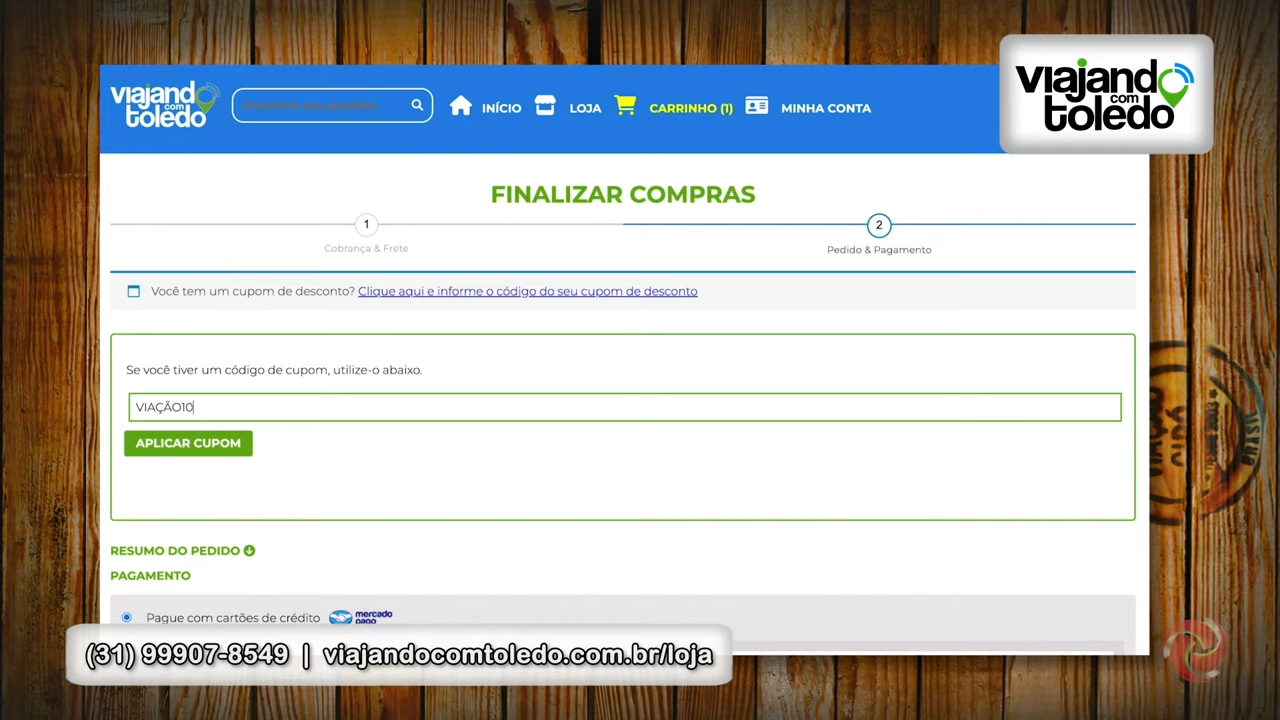 viajando
com
toledo
INÍCIO
LOJA
CARRINHO (1)
MINHA CONTA
viajando
com
toledo
FINALIZAR COMPRAS
1
2
Cobrança & Frete
Pedido & Pagamento
Você tem um cupom de desconto? Clique aqui e informe o código do seu cupom de desconto
Se você tiver um código de cupom, utilize-o abaixo.
VIAÇÃO10
APLICAR CUPOM
BRASIL
RESUMO DO PEDIDO
PAGAMENTO
Pague com cartões de crédito
mercado
pago
(31) 99907-8549 | viajandocomtoledo.com.br/loja